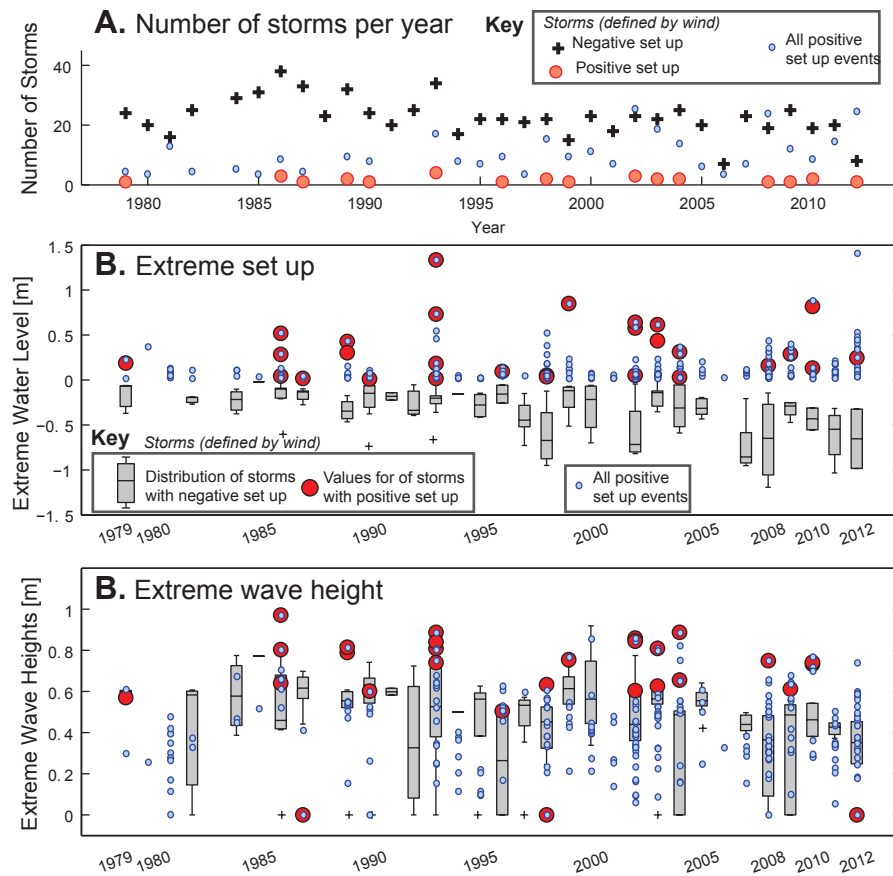 A. Number of storms per year
Key
Storms (defined by wind)
Negative set up
Positive set up
All positive
set up events
Number of Storms
40
20
0
1980
1985
1990
1995
2000
2005
2010
Year
B. Extreme set up
Extreme Water Level [m]
1.5
1
0.5
0
−0.5
−1
−1.5
Key
Storms (defined by wind)
Distribution of storms
with negative set up
Values for of storms
with positive set up
All positive
set up events
1979
1980
1985
1990
1995
2000
2005
2008
2010
2012
B. Extreme wave height
Extreme Wave Heights [m]
1
0.8
0.6
0.4
0.2
0
1979
1980
1985
1990
1995
2000
2005
2008
2010
2012